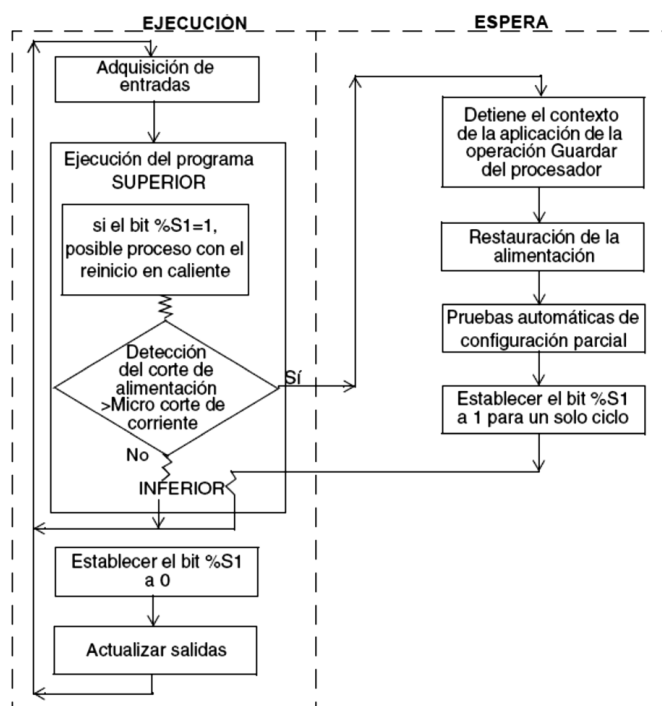 EJECUCIÓN
ESPERA
Adquisición de
entradas
Ejecución del programa
SUPERIOR
si el bit %S1=1,
posible proceso con el
reinicio en caliente
Detección
del corte de
alimentación
>Micro corte de
corriente
Sí
No
INFERIOR
Establecer el bit %S1
a 0
Actualizar salidas
Detiene el contexto
de la aplicación de la
operación Guardar
del procesador
Restauración de la
alimentación
Pruebas automáticas de
configuración parcial
Establecer el bit %S1
a 1 para un solo ciclo